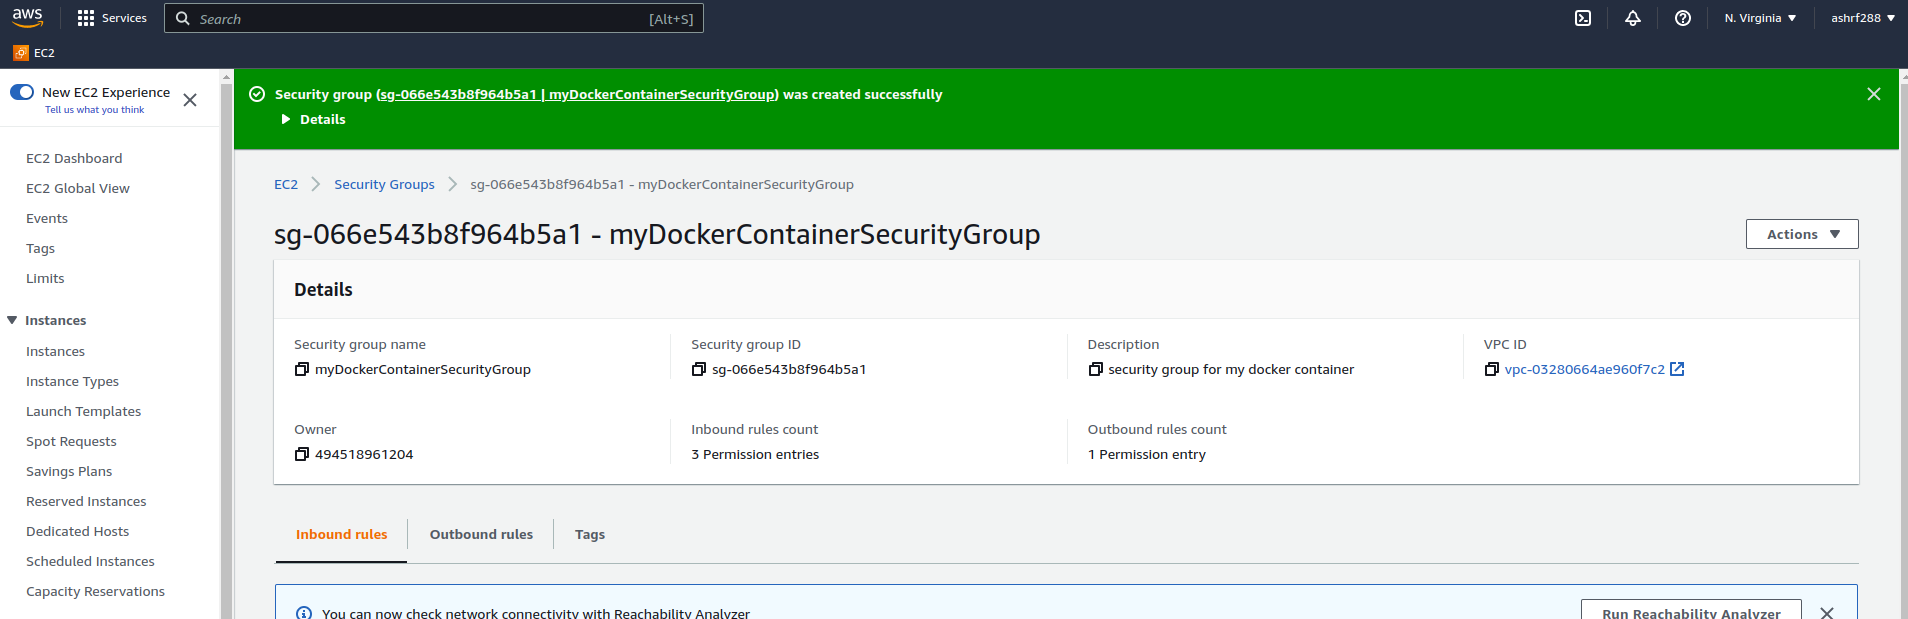 aws
Services
Search
[Alt+S]
N. Virginia
ashrf288
EC2
New EC2 Experience
Tell us what you think
EC2 Dashboard
EC2 Global View
Events
Tags
Limits
Instances
Instances
Instance Types
Launch Templates
Spot Requests
Savings Plans
Reserved Instances
Dedicated Hosts
Scheduled Instances
Capacity Reservations
Security group (sg-066e543b8f964b5a1 | myDockerContainerSecurityGroup) was created successfully
Details
EC2 Security Groups sg-066e543b8f964b5a1 - myDockerContainerSecurityGroup
sg-066e543b8f964b5a1 - myDockerContainerSecurityGroup
Actions
Details
Security group name
myDockerContainerSecurityGroup
Security group ID
sg-066e543b8f964b5a1
Description
security group for my docker container
VPC ID
vpc-03280664ae960f7c2
Owner
494518961204
Inbound rules count
3 Permission entries
Outbound rules count
1 Permission entry
Inbound rules
Outbound rules
Tags
You can now check network connectivity with Reachability Analyzer
Run Reachability Analyzer